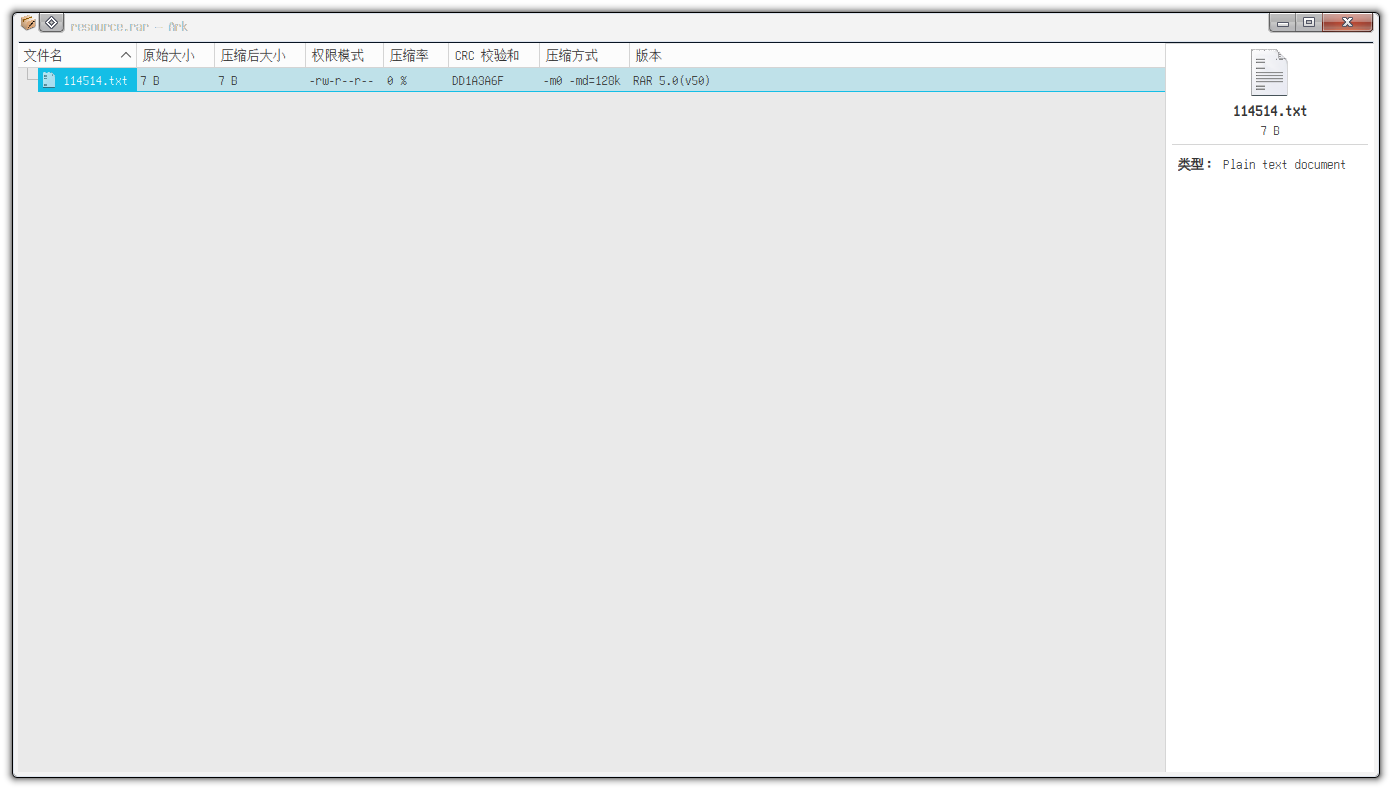 resource.rar — Ark
文件名 原始大小 压缩后大小 权限模式 压缩率 CRC 校验和 压缩方式 版本
114514.txt 7 B 7 B -rw-r--r-- 0 % DD1A3A6F -m0 -md=128k RAR 5.0(v50)
114514.txt
7 B
类型： Plain text document